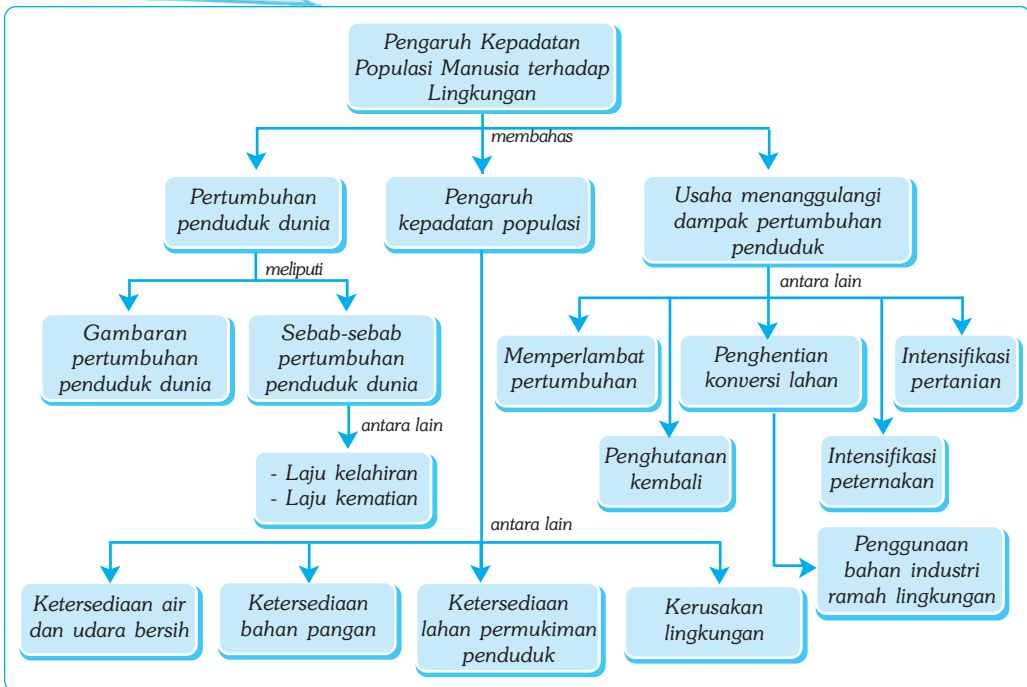 Pengaruh Kepadatan
Populasi Manusia terhadap
Lingkungan
membahas
Pertumbuhan
penduduk dunia
Pengaruh
kepadatan populasi
Usaha menanggulangi
dampak pertumbuhan
penduduk
meliputi
antara lain
Gambaran
pertumbuhan
penduduk dunia
Sebab-sebab
pertumbuhan
penduduk dunia
Memperlambat
pertumbuhan
Penghentian
konversi lahan
Intensifikasi
pertanian
antara lain
- Laju kelahiran
- Laju kematian
Penghutanan
kembali
Intensifikasi
peternakan
antara lain
Penggunaan
bahan industri
ramah lingkungan
Ketersediaan air
dan udara bersih
Ketersediaan
bahan pangan
Ketersediaan
lahan permukiman
penduduk
Kerusakan
lingkungan